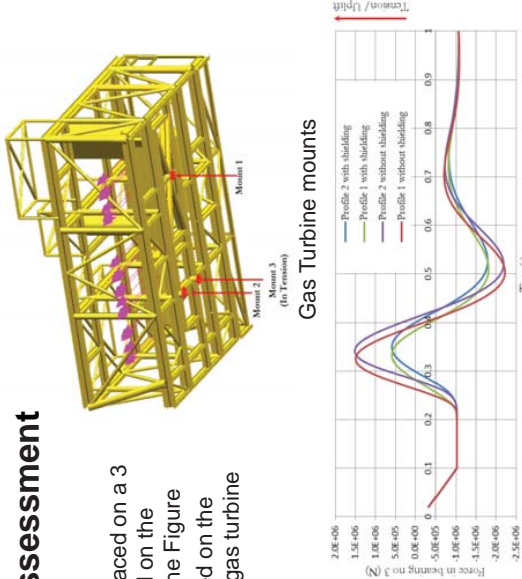 ssessment
aced on a 3
d on the
ne Figure
ed on the
gas turbine
Mount 1
Mount 2
Mount 3
(In Tension)
Gas Turbine mounts
Tension / Uplift
Profile 2 with shielding
Profile 1 with shielding
Profile 2 without shielding
Profile 1 without shielding
Force in bearing no 3 (N)
2.0E+06
1.5E+06
1.0E+06
5.0E+05
0.0E+00
-5.0E+05
-1.0E+06
-1.5E+06
-2.0E+06
-2.5E+06
0 0.1 0.2 0.3 0.4 0.5 0.6 0.7 0.8 0.9 1